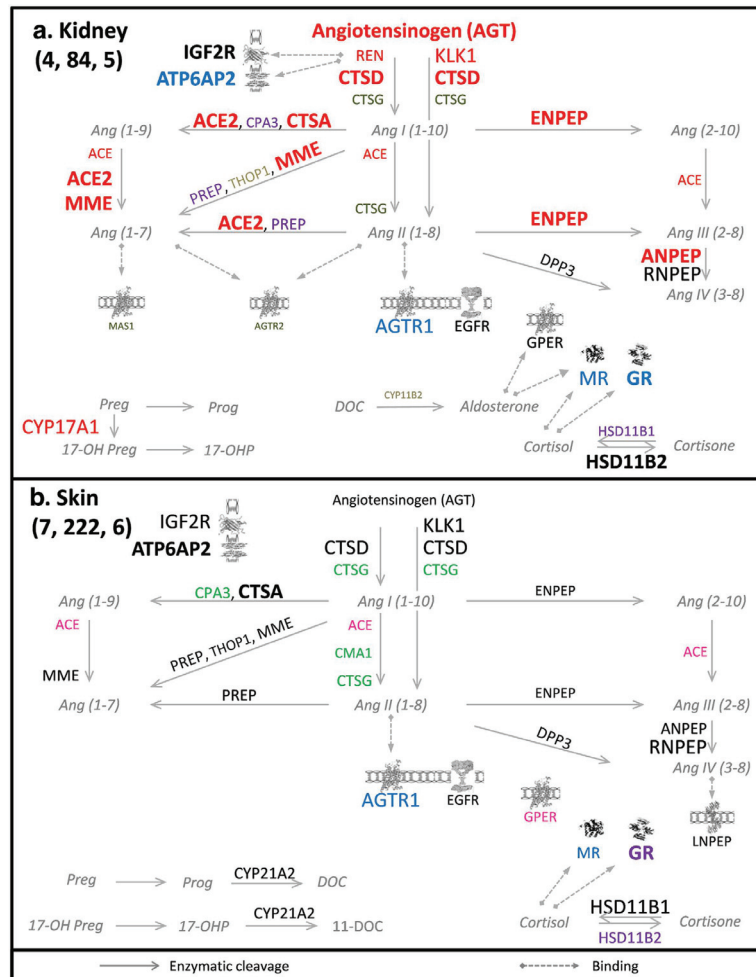 a. Kidney
(4, 84, 5)
IGF2R
ATP6AP2
Angiotensinogen (AGT)
REN
KLK1
CTSD
CTSD
CTSG
CTSG
Ang (1-9)
ACE2, CPA3, CTSA
Ang I (1-10)
ENPEP
Ang (2-10)
ACE
ACE2
MME
PREP, THOP1, MME
ACE
ACE
CTSG
Ang (1-7)
ACE2, PREP
Ang II (1-8)
ENPEP
Ang III (2-8)
DPP3
ANPEP
RNPEP
Ang IV (3-8)
MAS1
AGTR2
AGTR1
EGFR
GPER
MR
GR
Preg
Prog
DOC
CYP11B2
Aldosterone
CYP17A1
17-OH Preg
17-OHP
Cortisol
HSD11B1
HSD11B2
Cortisone
b. Skin
(7, 222, 6)
IGF2R
ATP6AP2
Angiotensinogen (AGT)
KLK1
CTSD
CTSD
CTSG
CTSG
Ang (1-9)
CPA3, CTSA
Ang I (1-10)
ENPEP
Ang (2-10)
ACE
MME
PREP, THOP1, MME
ACE
CMA1
CTSG
ACE
Ang (1-7)
PREP
Ang II (1-8)
ENPEP
Ang III (2-8)
DPP3
ANPEP
RNPEP
Ang IV (3-8)
AGTR1
EGFR
GPER
MR
GR
LNPEP
Preg
Prog
CYP21A2
DOC
17-OH Preg
17-OHP
CYP21A2
11-DOC
Cortisol
HSD11B1
HSD11B2
Cortisone
Enzymatic cleavage
Binding